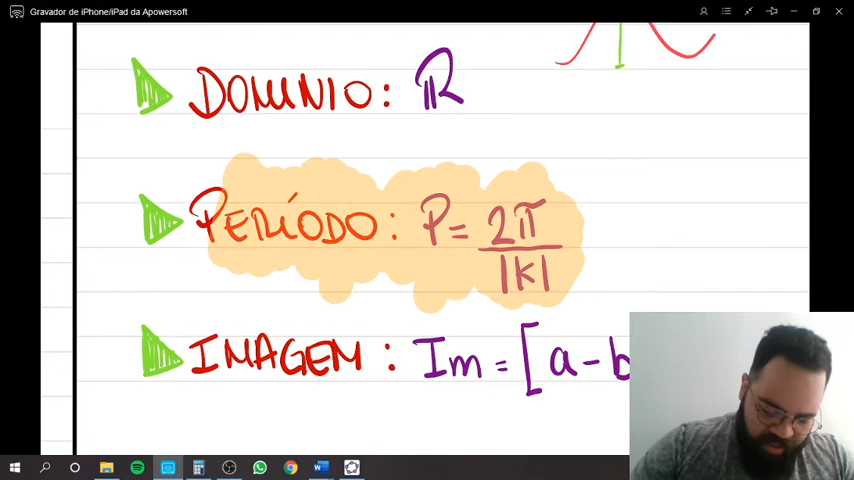 Gravador de iPhone/iPad da Apowersoft
DOMINIO: ℝ
PERÍODO: P = 2π/|K|
IMAGEM: Im = [a-b